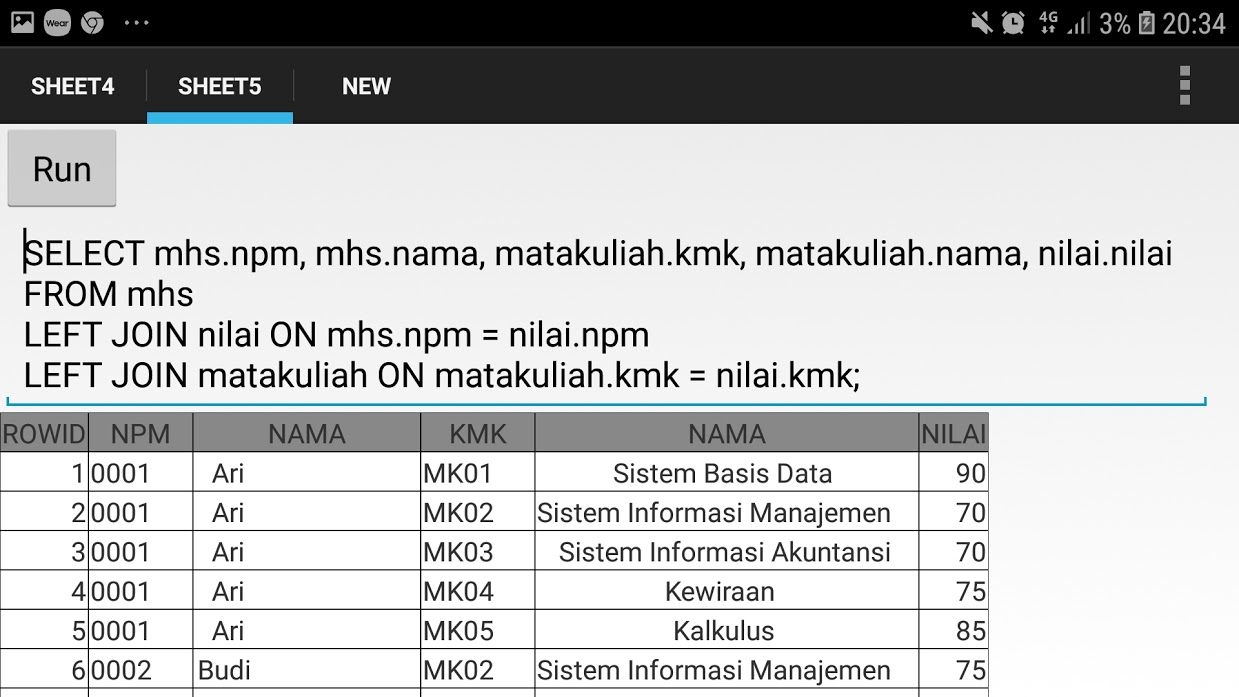 Wear 4G 3% 20:34
SHEET4 SHEET5 NEW
Run
SELECT mhs.npm, mhs.nama, matakuliah.kmk, matakuliah.nama, nilai.nilai
FROM mhs
LEFT JOIN nilai ON mhs.npm = nilai.npm
LEFT JOIN matakuliah ON matakuliah.kmk = nilai.kmk;
ROWID NPM NAMA KMK NAMA NILAI
1 0001 Ari MK01 Sistem Basis Data 90
2 0001 Ari MK02 Sistem Informasi Manajemen 70
3 0001 Ari MK03 Sistem Informasi Akuntansi 70
4 0001 Ari MK04 Kewiraan 75
5 0001 Ari MK05 Kalkulus 85
6 0002 Budi MK02 Sistem Informasi Manajemen 75